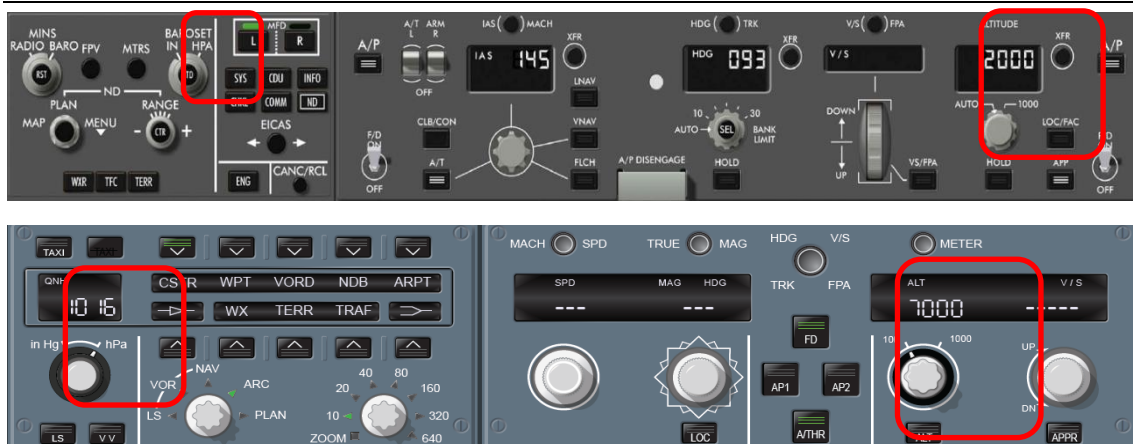 MINS
RADIO BARO
RST
FPV
MTRS
BAROSET
IN HPA
STD
ND
PLAN
MAP
MENU
RANGE
- CTR +
WXR TFC TERR
MFD
L R
SYS CDU INFO
CHKL COMM ND
EICAS
ENG
CANC/RCL
A/P
A/T ARM
L R
OFF
IAS MACH
IAS 145
XFR
CLB/CON
A/T
LNAV
VNAV
FLCH
F/D
ON
OFF
HDG TRK
HDG 093
XFR
10 30
AUTO SEL
BANK
LIMIT
A/P DISENGAGE
HOLD
V/S FPA
V/S
DOWN
UP
VS/FPA
ALTITUDE
2000
XFR
AUTO 1000
HOLD
LOC/FAC
APP
A/P
F/D
ON
OFF
TAXI TAXI
QNH
1016
in Hg hPa
LS V V
CSTR WPT VORD NDB ARPT
WX TERR TRAF
LS VOR NAV ARC PLAN
ZOOM 10 20 40 80 160 320 640
MACH SPD
TRUE MAG
HDG V/S
TRK FPA
METER
SPD
---
MAG HDG
---
ALT
7000
V/S
-----
FD
AP1 AP2
A/THR
LOC
100 1000
ALT
UP
DN
APPR